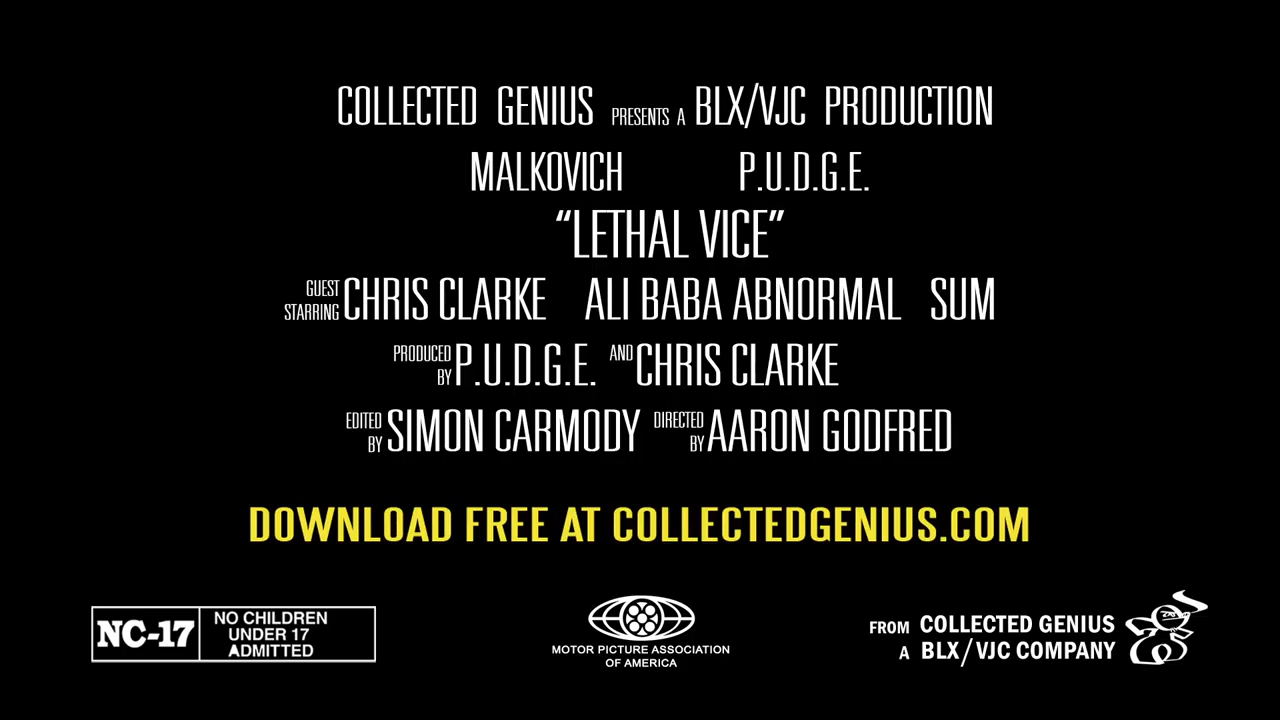 COLLECTED GENIUS PRESENTS A BLX/VJC PRODUCTION
MALKOVICH P.U.D.G.E.
“LETHAL VICE”
GUEST STARRING CHRIS CLARKE ALI BABA ABNORMAL SUM
PRODUCED BY P.U.D.G.E. AND CHRIS CLARKE
EDITED BY SIMON CARMODY DIRECTED BY AARON GODFRED
DOWNLOAD FREE AT COLLECTEDGENIUS.COM
NC-17
NO CHILDREN
UNDER 17
ADMITTED
MOTOR PICTURE ASSOCIATION
OF AMERICA
FROM COLLECTED GENIUS
A BLX/VJC COMPANY